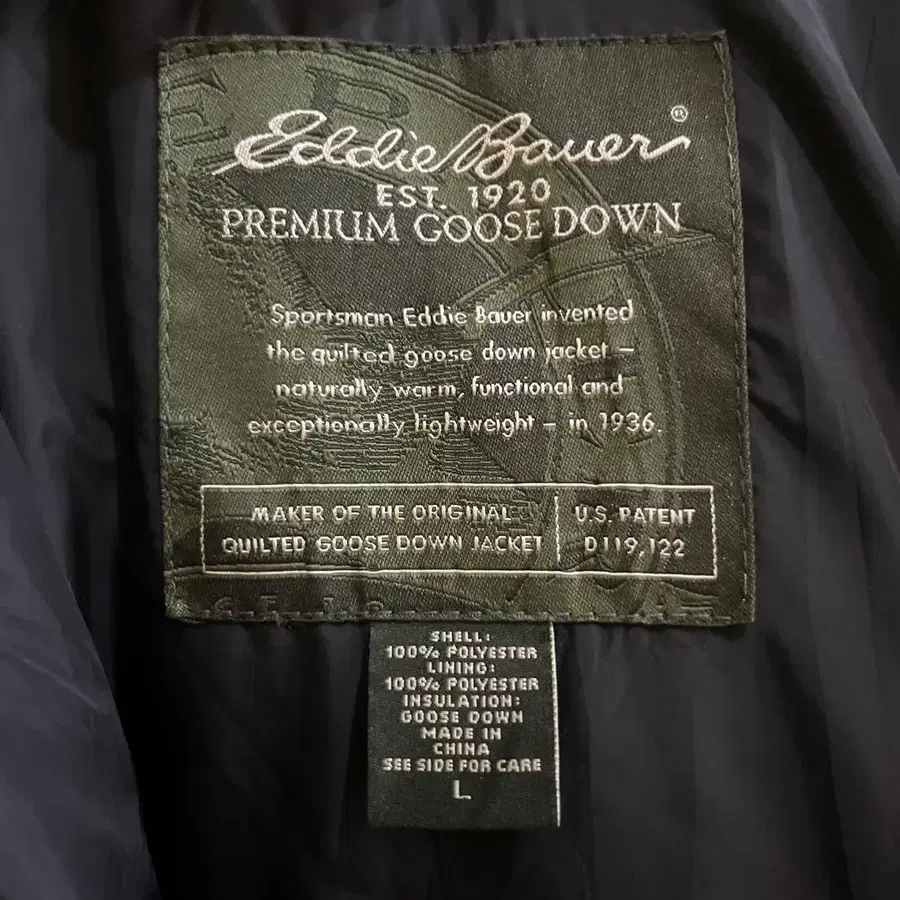 Eddie Bauer®
EST. 1920
PREMIUM GOOSE DOWN
Sportsman Eddie Bauer invented
the quilted goose down jacket –
naturally warm, functional and
exceptionally lightweight – in 1936.
MAKER OF THE ORIGINAL
QUILTED GOOSE DOWN JACKET
U.S. PATENT
D119,122
SHELL:
100% POLYESTER
LINING:
100% POLYESTER
INSULATION:
GOOSE DOWN
MADE IN
CHINA
SEE SIDE FOR CARE
L